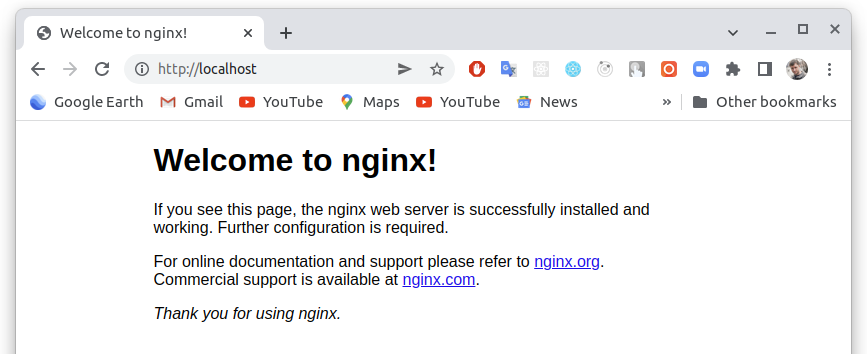 Welcome to nginx!
http://localhost
Google Earth Gmail YouTube Maps YouTube News » Other bookmarks
Welcome to nginx!
If you see this page, the nginx web server is successfully installed and
working. Further configuration is required.
For online documentation and support please refer to nginx.org.
Commercial support is available at nginx.com.
Thank you for using nginx.